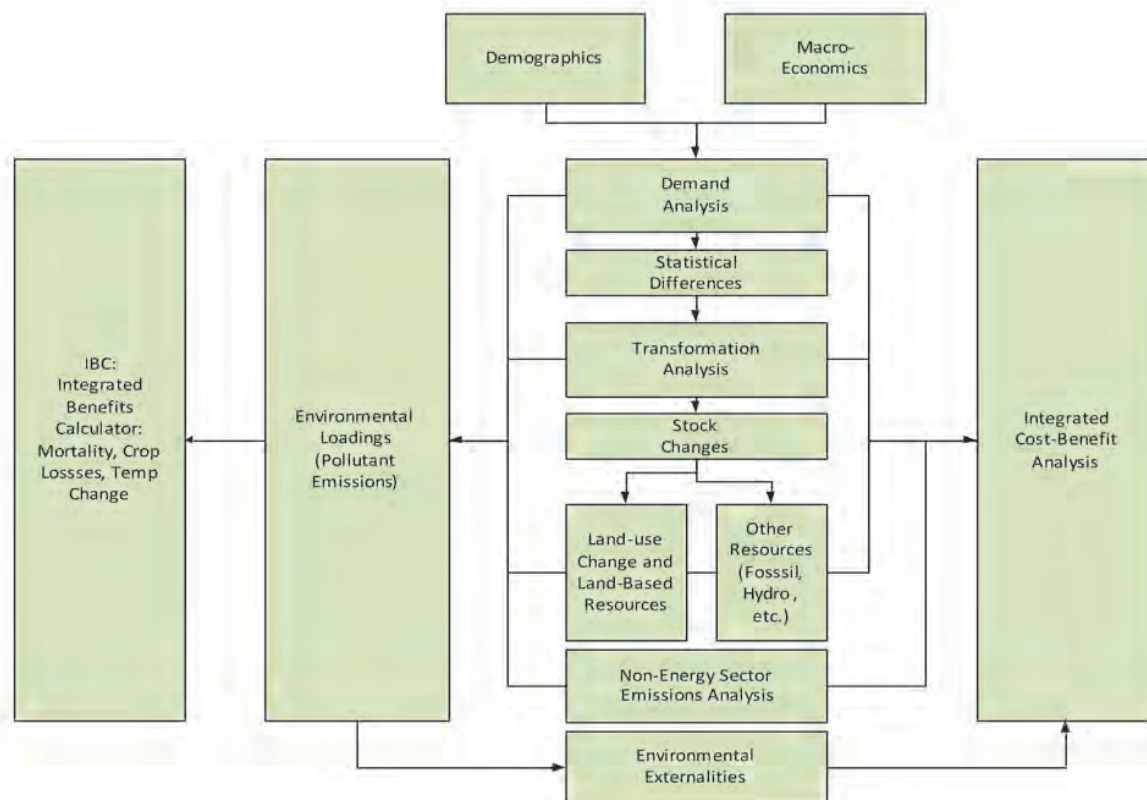 Demographics
Macro-
Economics
Demand
Analysis
Statistical
Differences
Transformation
Analysis
Stock
Changes
Land-use
Change and
Land-Based
Resources
Other
Resources
(Fosssil,
Hydro,
etc.)
Non-Energy Sector
Emissions Analysis
Environmental
Externalities
IBC:
Integrated
Benefits
Calculator:
Mortality, Crop
Lossses, Temp
Change
Environmental
Loadings
(Pollutant
Emissions)
Integrated
Cost-Benefit
Analysis